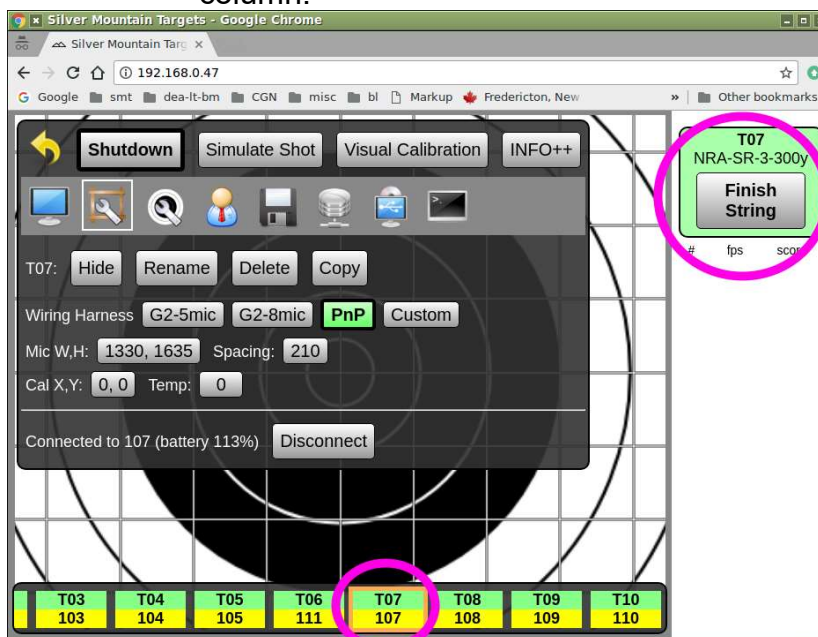 column.
Silver Mountain Targets - Google Chrome
Silver Mountain Targ
192.168.0.47
Google smt dea-lt-bm CGN misc bl Markup Fredericton, New » Other bookmarks
Shutdown Simulate Shot Visual Calibration INFO++
T07
NRA-SR-3-300y
Finish
String
# fps scor
T07: Hide Rename Delete Copy
Wiring Harness G2-5mic G2-8mic PnP Custom
Mic W,H: 1330, 1635 Spacing: 210
Cal X,Y: 0, 0 Temp: 0
Connected to 107 (battery 113%) Disconnect
T03 T04 T05 T06 T07 T08 T09 T10
103 104 105 111 107 108 109 110